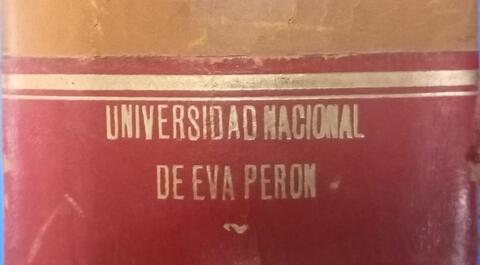 UNIVERSIDAD NACIONAL
DE EVA PERON